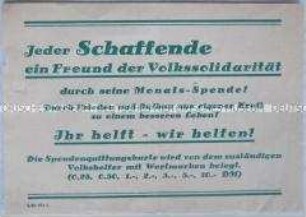 Jeder Schaffende
ein Freund der Volkssolidarität
durch seine Monats-Spende!
Durch Frieden und Aufbau aus eigener Kraft
zu einem besseren Leben!
Ihr helft - wir helfen!
Die Spendenquittungskarte wird von dem zuständigen
Volkshelfer mit Wertmarken belegt.
(0.25, 0.50, 1.-, 2.-, 3.-, 5.-, 10.- DM)